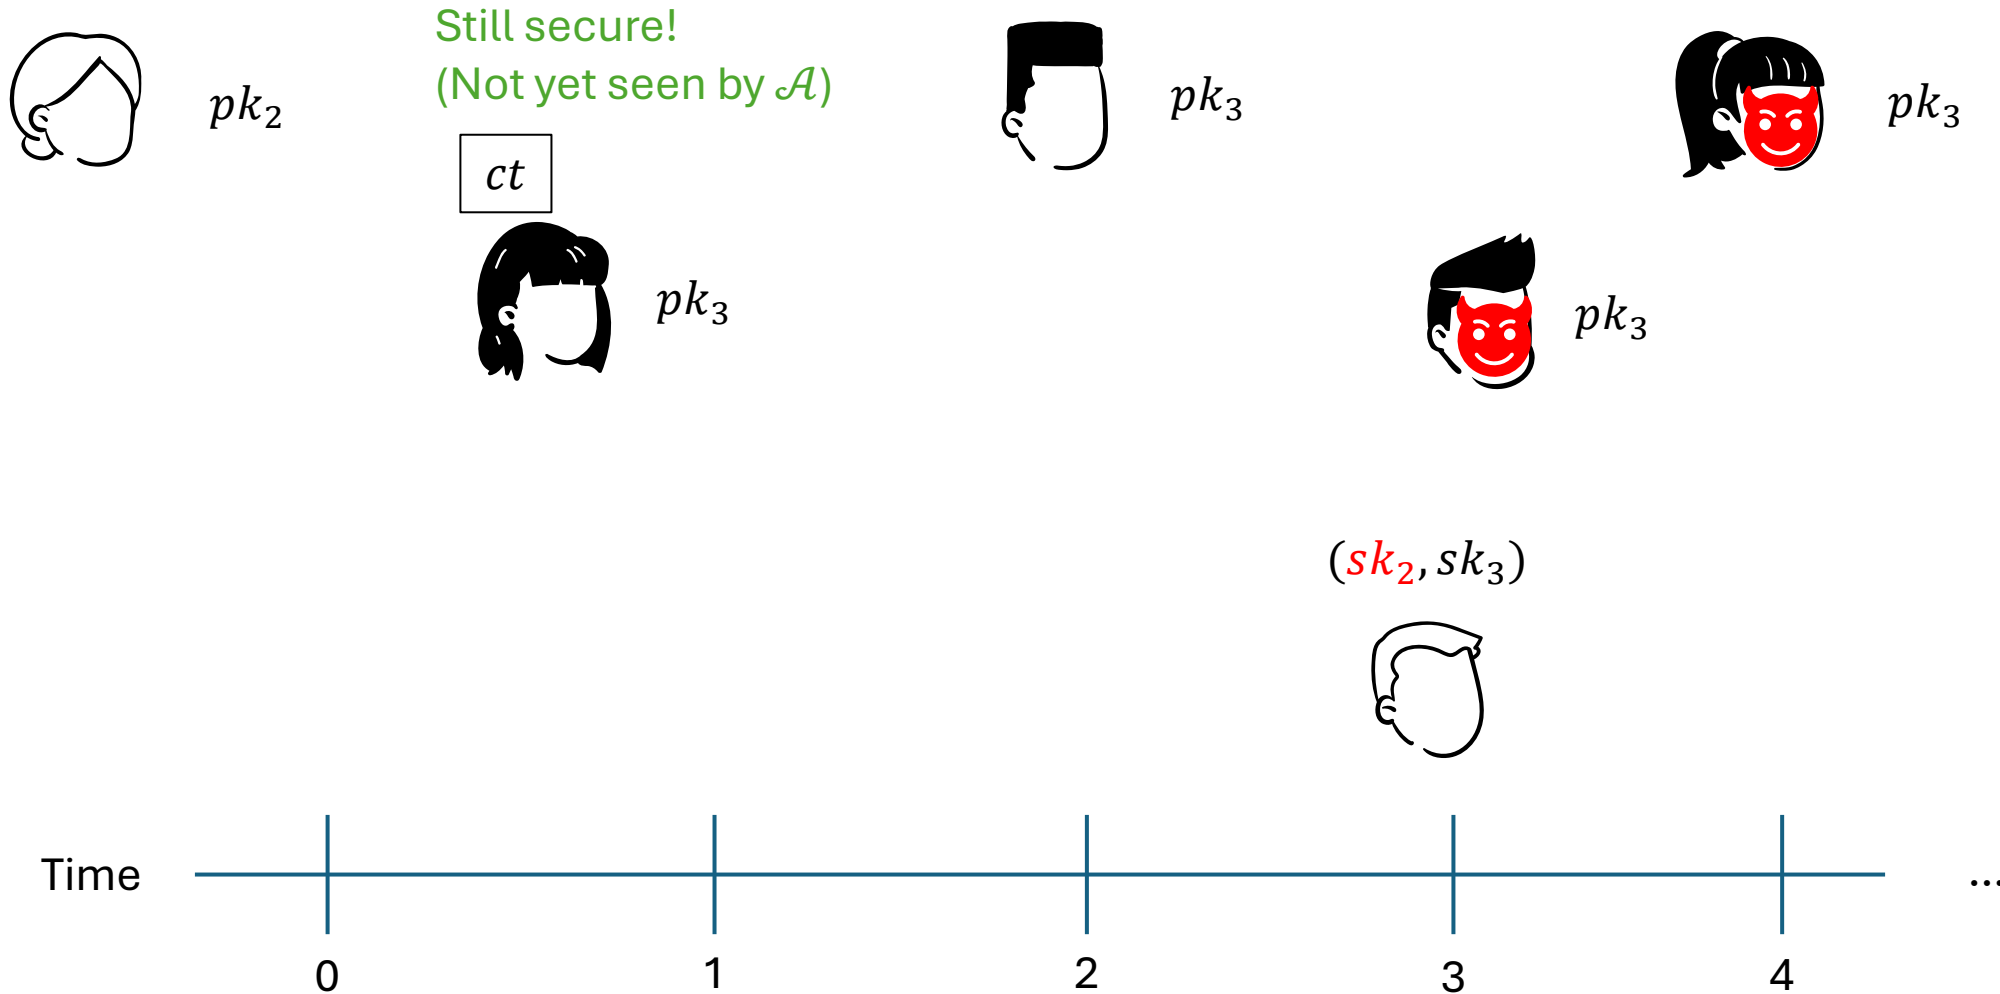 Still secure!
(Not yet seen by 𝒜)
pk₂
ct
pk₃
pk₃
pk₃
pk₃
(sk₂, sk₃)
Time
...
0 1 2 3 4